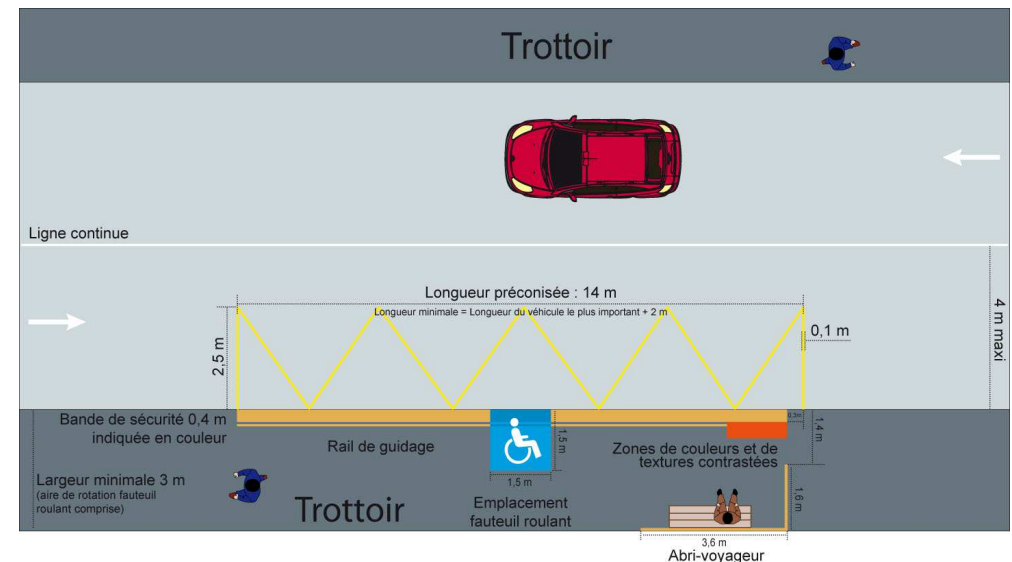 Trottoir
Ligne continue
Longueur préconisée : 14 m
Longueur minimale = Longueur du véhicule le plus important + 2 m
4 m maxi
0,1 m
2,5 m
Bande de sécurité 0,4 m
indiquée en couleur
Rail de guidage
1,5 m
0,3m
1,4 m
Zones de couleurs et de
textures contrastées
Largeur minimale 3 m
(aire de rotation fauteuil
roulant comprise)
1,5 m
Trottoir
Emplacement
fauteuil roulant
1,6 m
3,6 m
Abri-voyageur